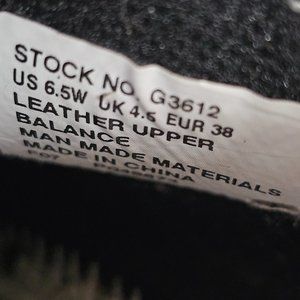 STOCK NO. G3612
US 6.5W UK 4.5 EUR 38
LEATHER UPPER
BALANCE
MAN MADE MATERIALS
MADE IN CHINA